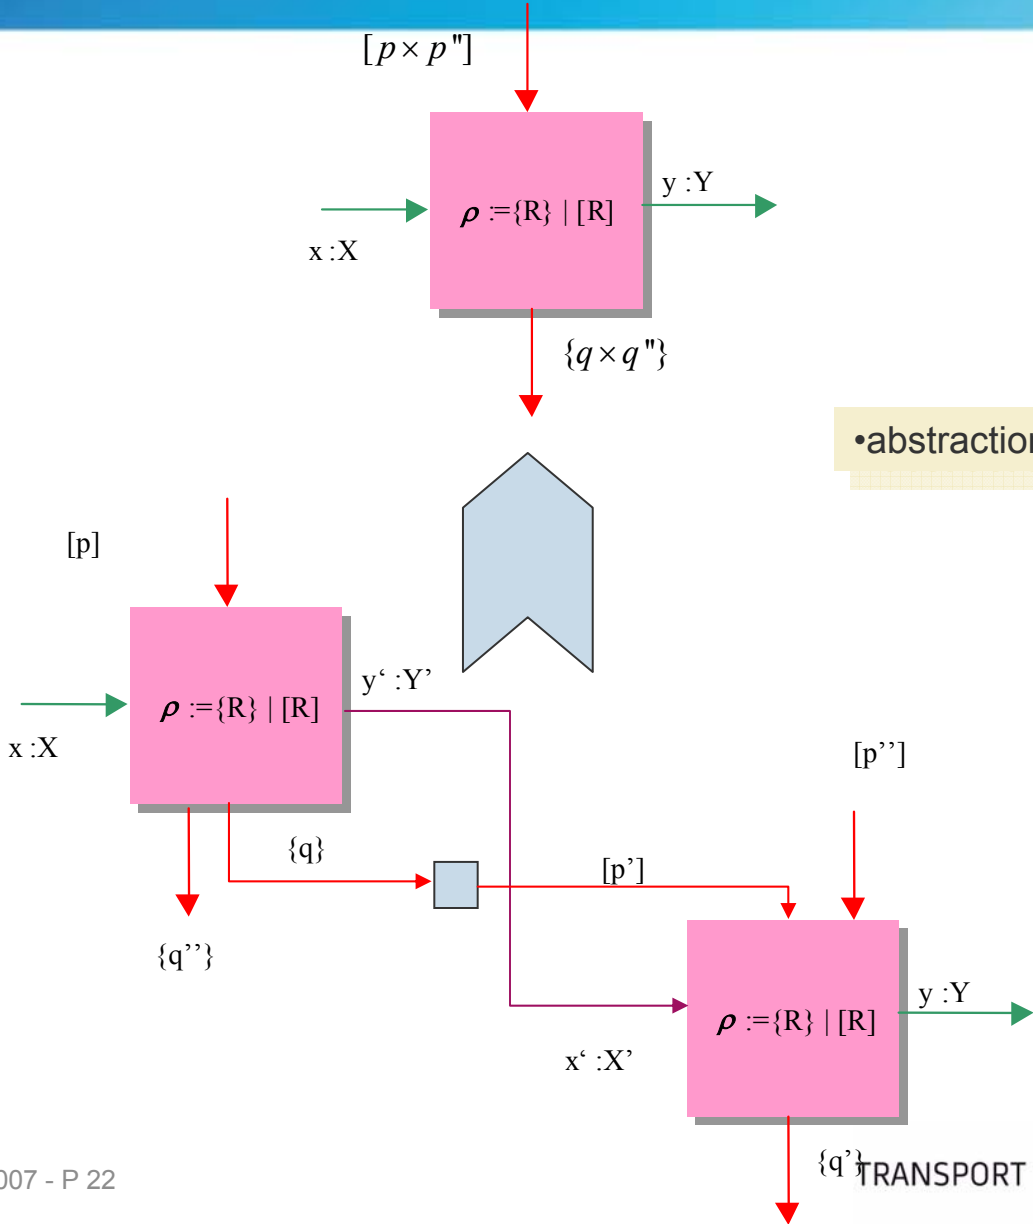 [p × p"]
ρ :={R} | [R]
y :Y
x :X
{q × q"}
•abstraction
[p]
y‘ :Y’
ρ :={R} | [R]
x :X
[p’’]
{q}
[p’]
{q’’}
y :Y
ρ :={R} | [R]
x‘ :X’
{q’}
007 - P 22
TRANSPORT